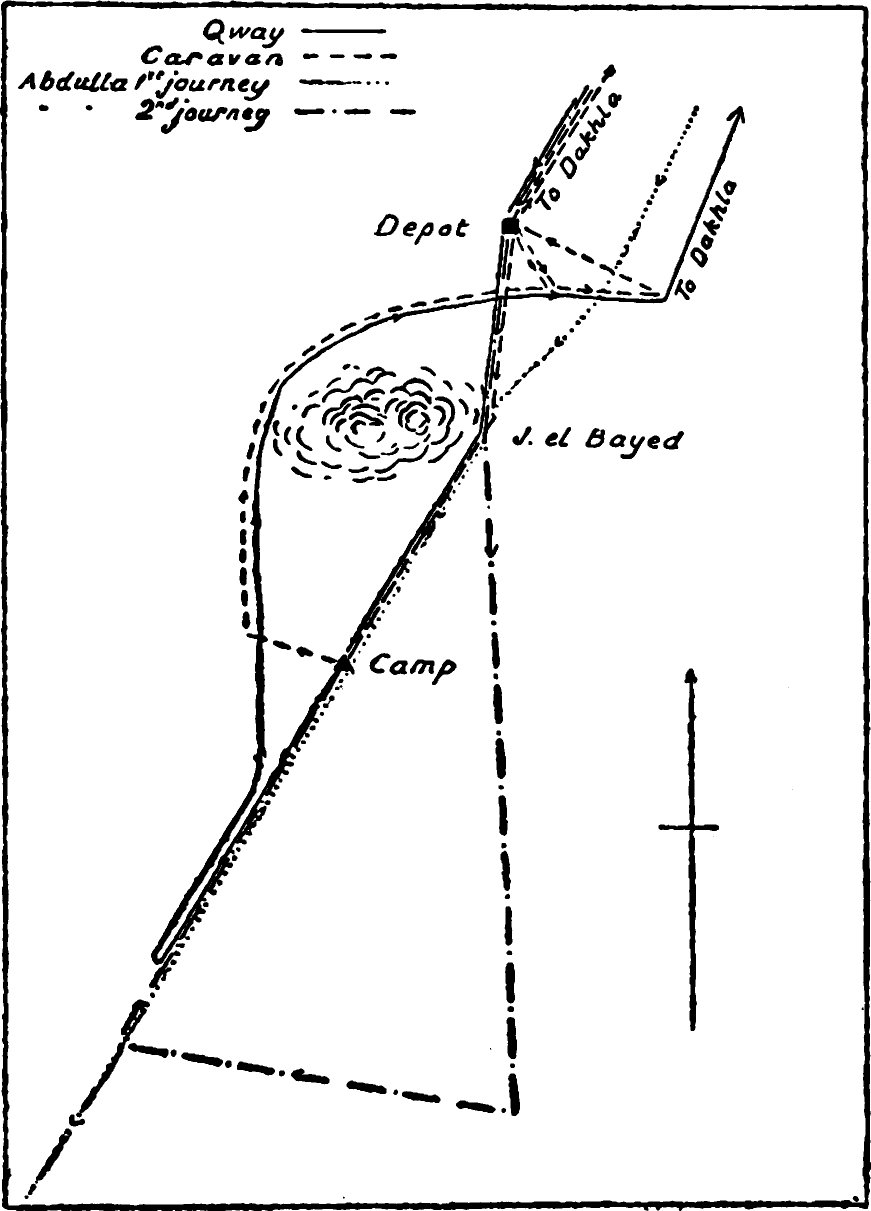 Qway
Caravan
Abdulla 1st journey
" " 2nd journey
To Dakhla
To Dakhla
Depot
J. el Bayed
Camp